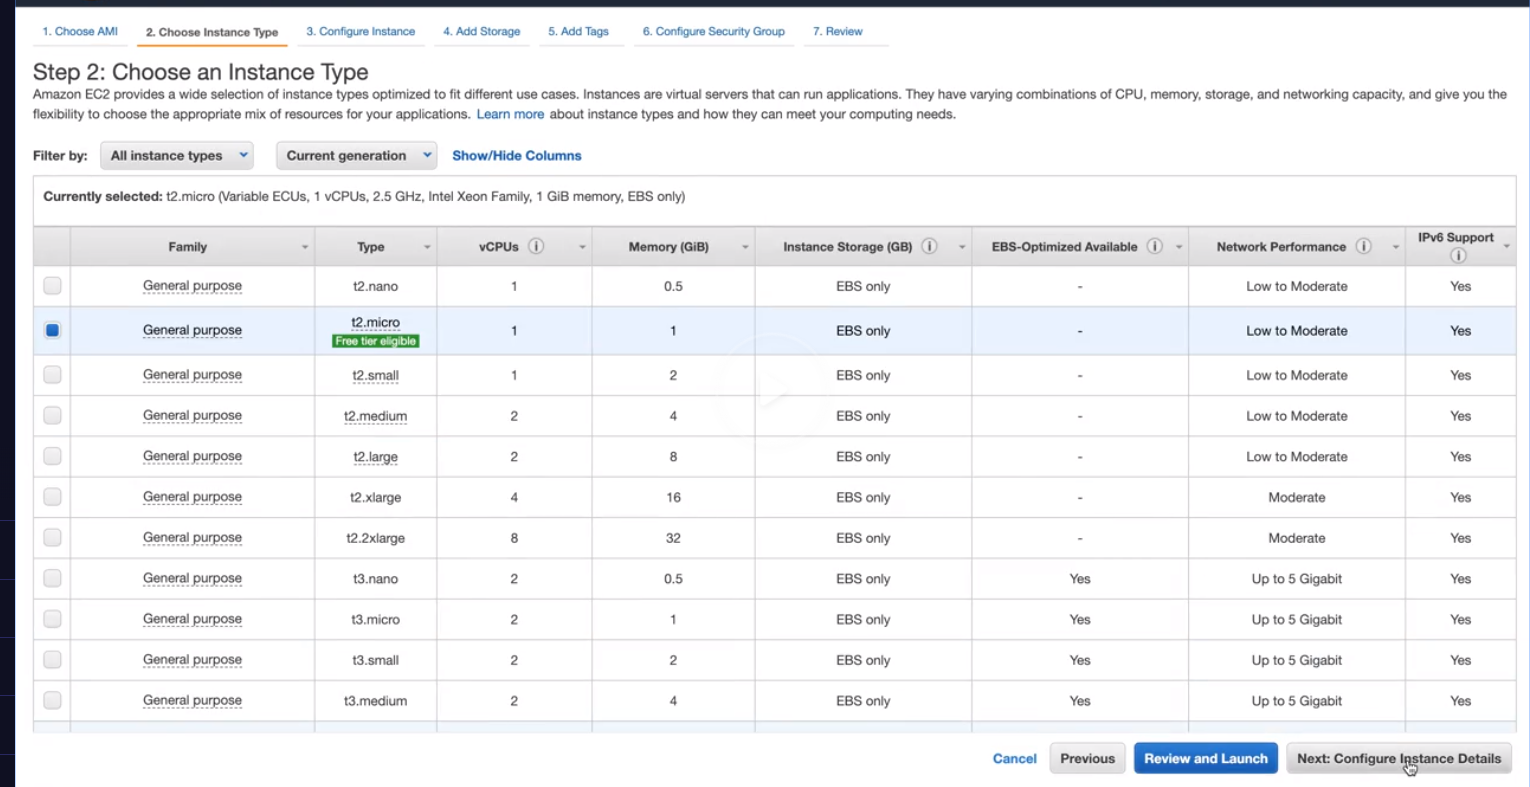 1. Choose AMI 2. Choose Instance Type 3. Configure Instance 4. Add Storage 5. Add Tags 6. Configure Security Group 7. Review
Step 2: Choose an Instance Type
Amazon EC2 provides a wide selection of instance types optimized to fit different use cases. Instances are virtual servers that can run applications. They have varying combinations of CPU, memory, storage, and networking capacity, and give you the
flexibility to choose the appropriate mix of resources for your applications. Learn more about instance types and how they can meet your computing needs.
Filter by: All instance types Current generation Show/Hide Columns
Currently selected: t2.micro (Variable ECUs, 1 vCPUs, 2.5 GHz, Intel Xeon Family, 1 GiB memory, EBS only)
Family Type vCPUs Memory (GiB) Instance Storage (GB) EBS-Optimized Available Network Performance IPv6 Support
General purpose t2.nano 1 0.5 EBS only - Low to Moderate Yes
General purpose t2.micro 1 1 EBS only - Low to Moderate Yes
Free tier eligible
General purpose t2.small 1 2 EBS only - Low to Moderate Yes
General purpose t2.medium 2 4 EBS only - Low to Moderate Yes
General purpose t2.large 2 8 EBS only - Low to Moderate Yes
General purpose t2.xlarge 4 16 EBS only - Moderate Yes
General purpose t2.2xlarge 8 32 EBS only - Moderate Yes
General purpose t3.nano 2 0.5 EBS only Yes Up to 5 Gigabit Yes
General purpose t3.micro 2 1 EBS only Yes Up to 5 Gigabit Yes
General purpose t3.small 2 2 EBS only Yes Up to 5 Gigabit Yes
General purpose t3.medium 2 4 EBS only Yes Up to 5 Gigabit Yes
Cancel Previous Review and Launch Next: Configure Instance Details